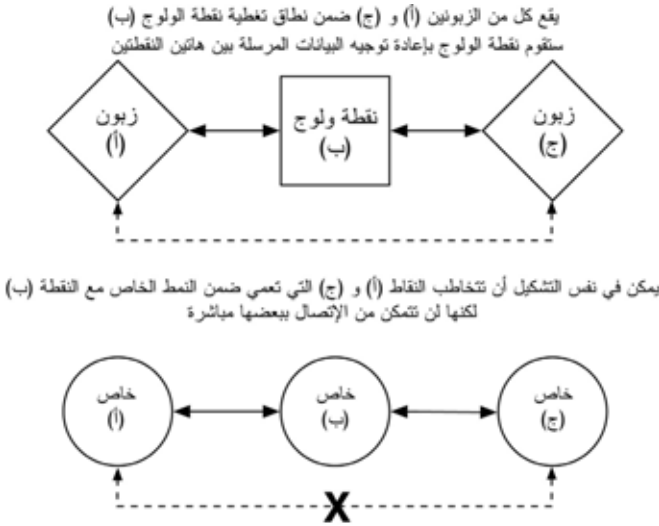 يقع كل من الزبونين (أ) و (ج) ضمن نطاق تغطية نقطة الولوج (ب)
ستقوم نقطة الولوج بإعادة توجيه البيانات المرسلة بين هاتين النقطتين
زبون
(أ)
نقطة ولوج
(ب)
زبون
(ج)
يمكن في نفس التشكيل أن تتخاطب النقاط (أ) و (ج) التي تعمي ضمن النمط الخاص مع النقطة (ب)
لكنها لن تتمكن من الإتصال ببعضها مباشرة
خاص
(أ)
خاص
(ب)
خاص
(ج)
X